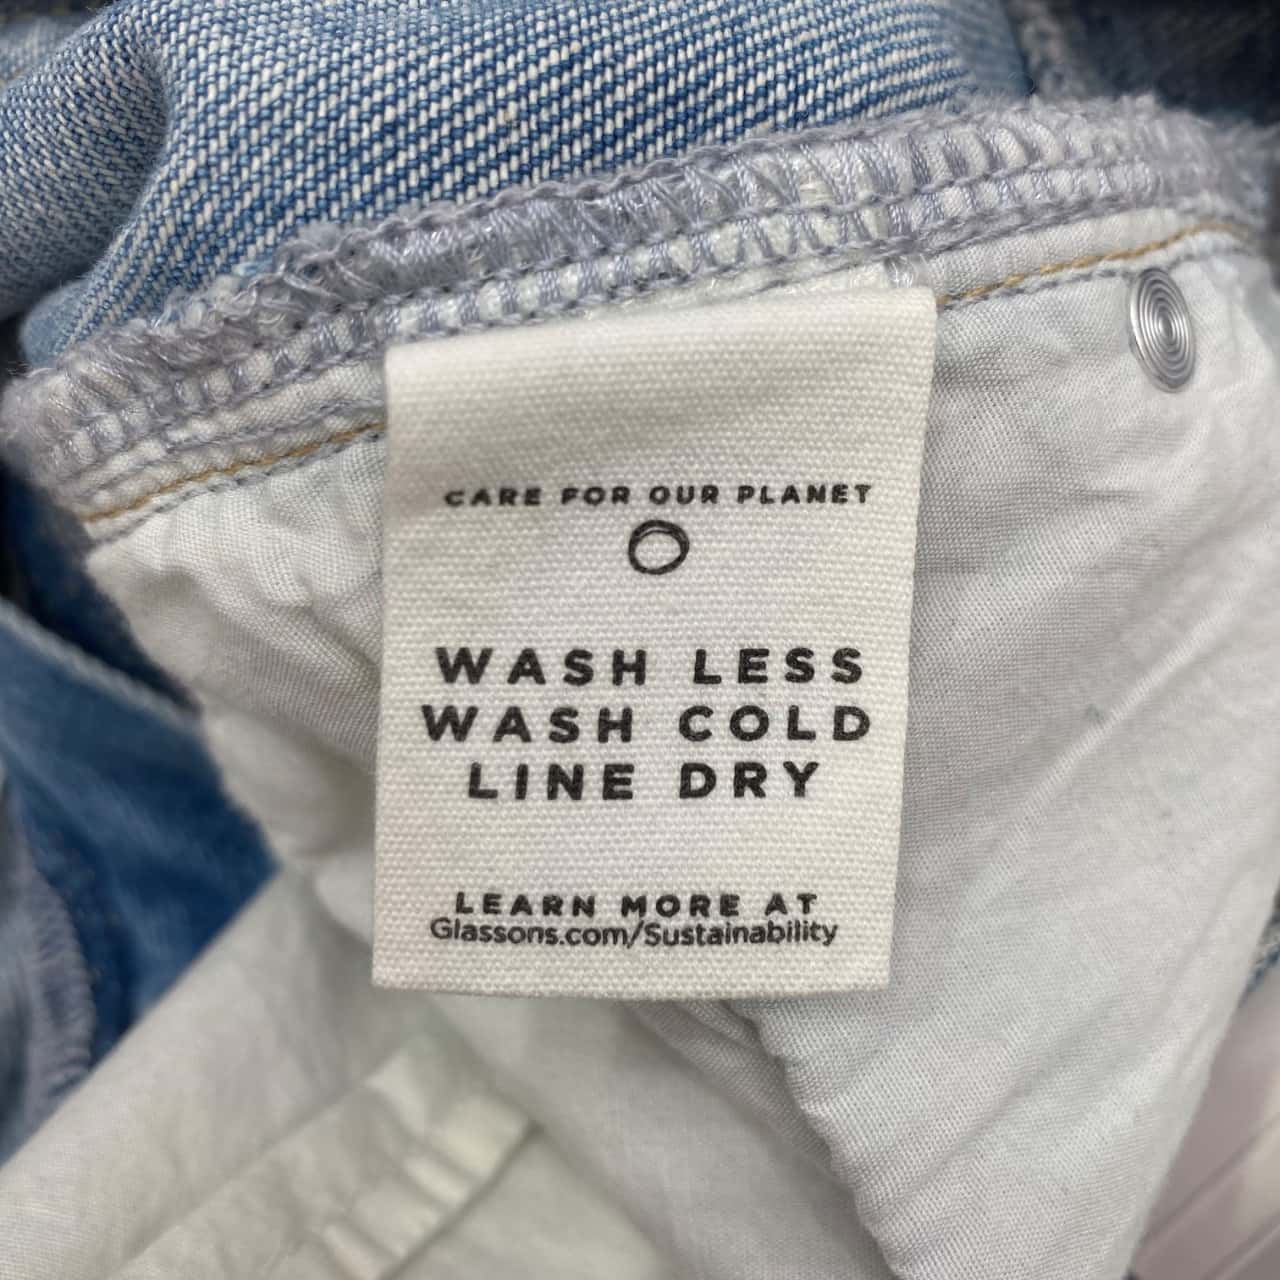 CARE FOR OUR PLANET
WASH LESS
WASH COLD
LINE DRY
LEARN MORE AT
Glassons.com/Sustainability